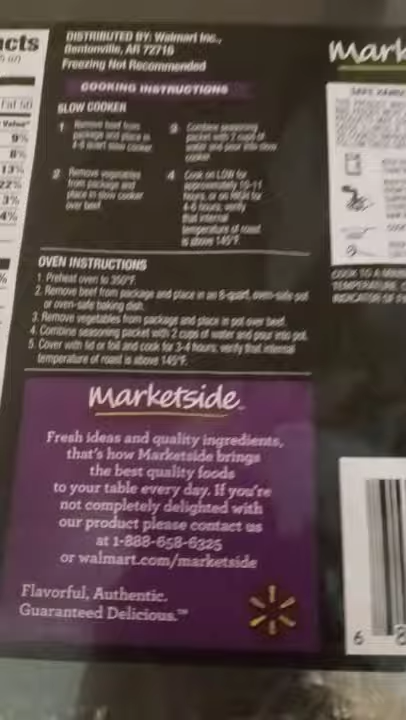 acts
DISTRIBUTED BY: Walmart Inc.,
Bentonville, AR 72716
Freezing Not Recommended
COOKING INSTRUCTIONS
SLOW COOKER
1 Remove beef from
package and place in
4-6 quart slow cooker
2 Remove vegetables
from package and
place in slow cooker
over beef
3 Combine seasoning
packet with 2 cups of
water and pour into slow
cooker
4 Cook on LOW for
approximately 10-11
hours, or on HIGH for
4-6 hours; verify
that internal
temperature of roast
is above 145°F.
OVEN INSTRUCTIONS
1. Preheat oven to 350°F.
2. Remove beef from package and place in an 8-quart, oven-safe pot
or oven-safe baking dish.
3. Remove vegetables from package and place in pot over beef.
4. Combine seasoning packet with 2 cups of water and pour into pot.
5. Cover with lid or foil and cook for 3-4 hours; verify that internal
temperature of roast is above 145°F.
marketside
Fresh ideas and quality ingredients,
that's how Marketside brings
the best quality foods
to your table every day. If you're
not completely delighted with
our product please contact us
at 1-888-658-6325
or walmart.com/marketside
Flavorful, Authentic.
Guaranteed Delicious.™
Value*
9%
8%
13%
22%
3%
4%
Mark
COOK TO A
TEMPERATURE
INDICATOR OF
6